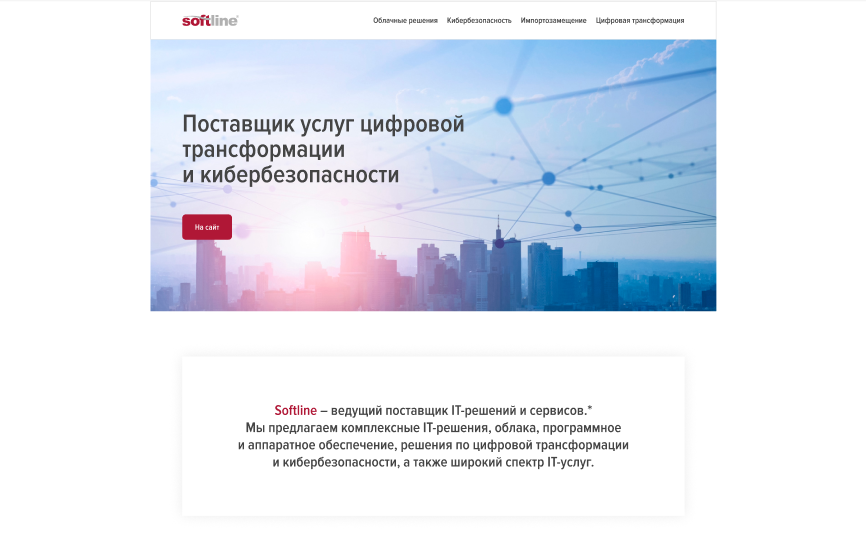 softline®
Облачные решения Кибербезопасность Импортозамещение Цифровая трансформация
Поставщик услуг цифровой
трансформации
и кибербезопасности
На сайт
Softline – ведущий поставщик IT-решений и сервисов.*
Мы предлагаем комплексные IT-решения, облака, программное
и аппаратное обеспечение, решения по цифровой трансформации
и кибербезопасности, а также широкий спектр IT-услуг.